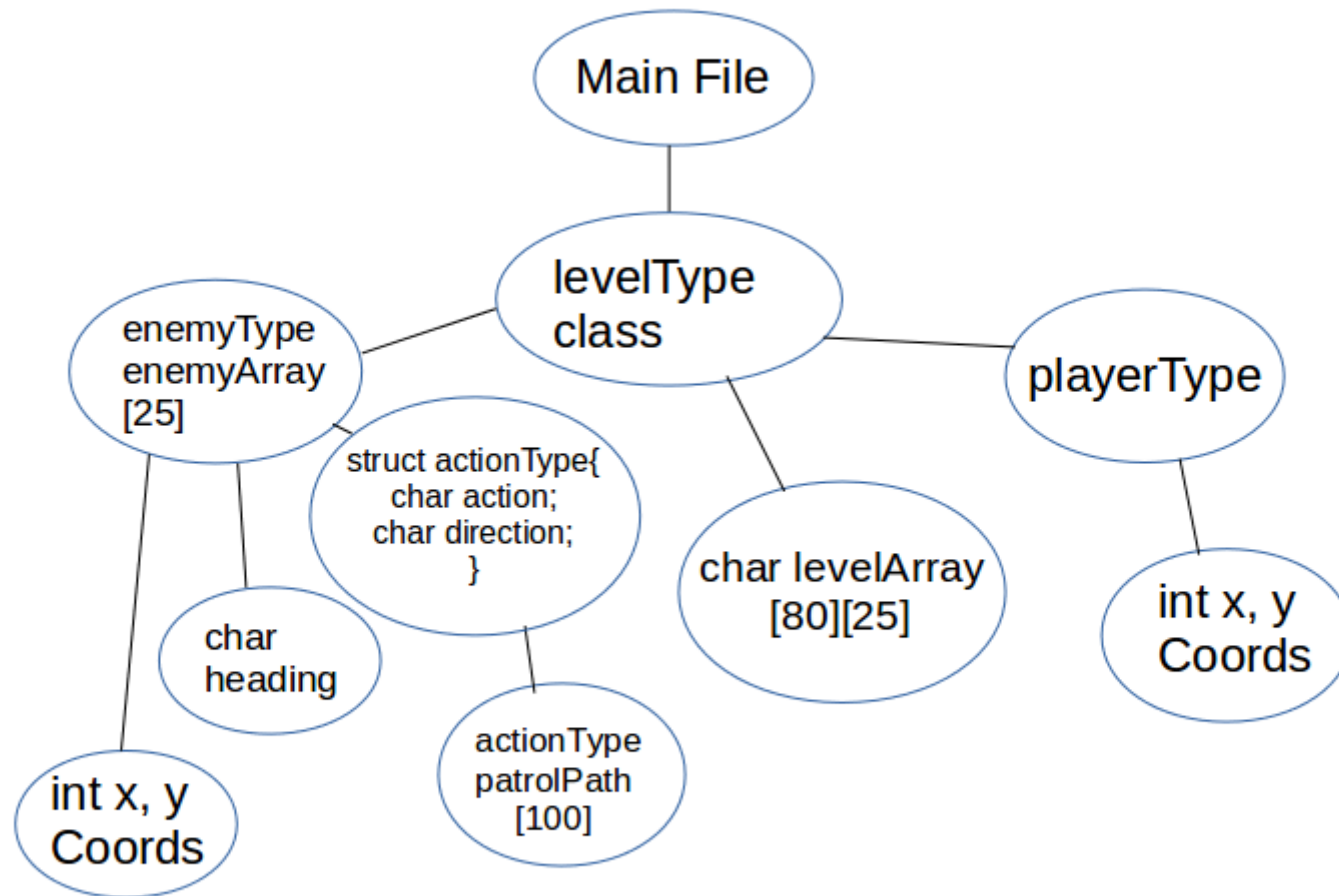 Main File
levelType
class
enemyType
enemyArray
[25]
playerType
struct actionType{
char action;
char direction;
}
char levelArray
[80][25]
int x, y
Coords
char
heading
actionType
patrolPath
[100]
int x, y
Coords